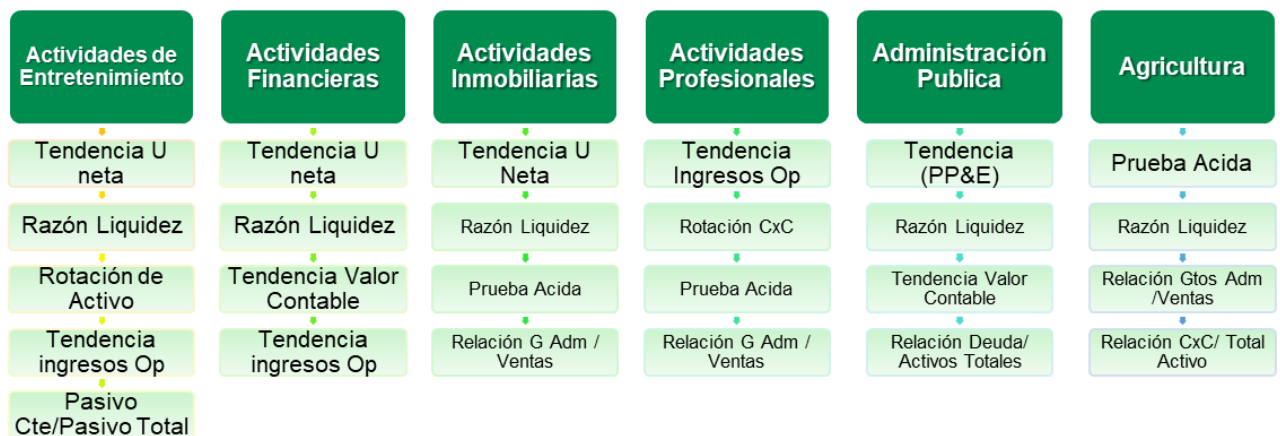 Actividades de
Entretenimiento
Tendencia U
neta
Razón Liquidez
Rotación de
Activo
Tendencia
ingresos Op
Pasivo
Cte/Pasivo Total
Actividades
Financieras
Tendencia U
neta
Razón Liquidez
Tendencia Valor
Contable
Tendencia
ingresos Op
Actividades
Inmobiliarias
Tendencia U
Neta
Razón Liquidez
Prueba Acida
Relación G Adm /
Ventas
Actividades
Profesionales
Tendencia
Ingresos Op
Rotación CxC
Prueba Acida
Relación G Adm /
Ventas
Administración
Publica
Tendencia
(PP&E)
Razón Liquidez
Tendencia Valor
Contable
Relación Deuda/
Activos Totales
Agricultura
Prueba Acida
Razón Liquidez
Relación Gtos Adm
/Ventas
Relación CxC/ Total
Activo